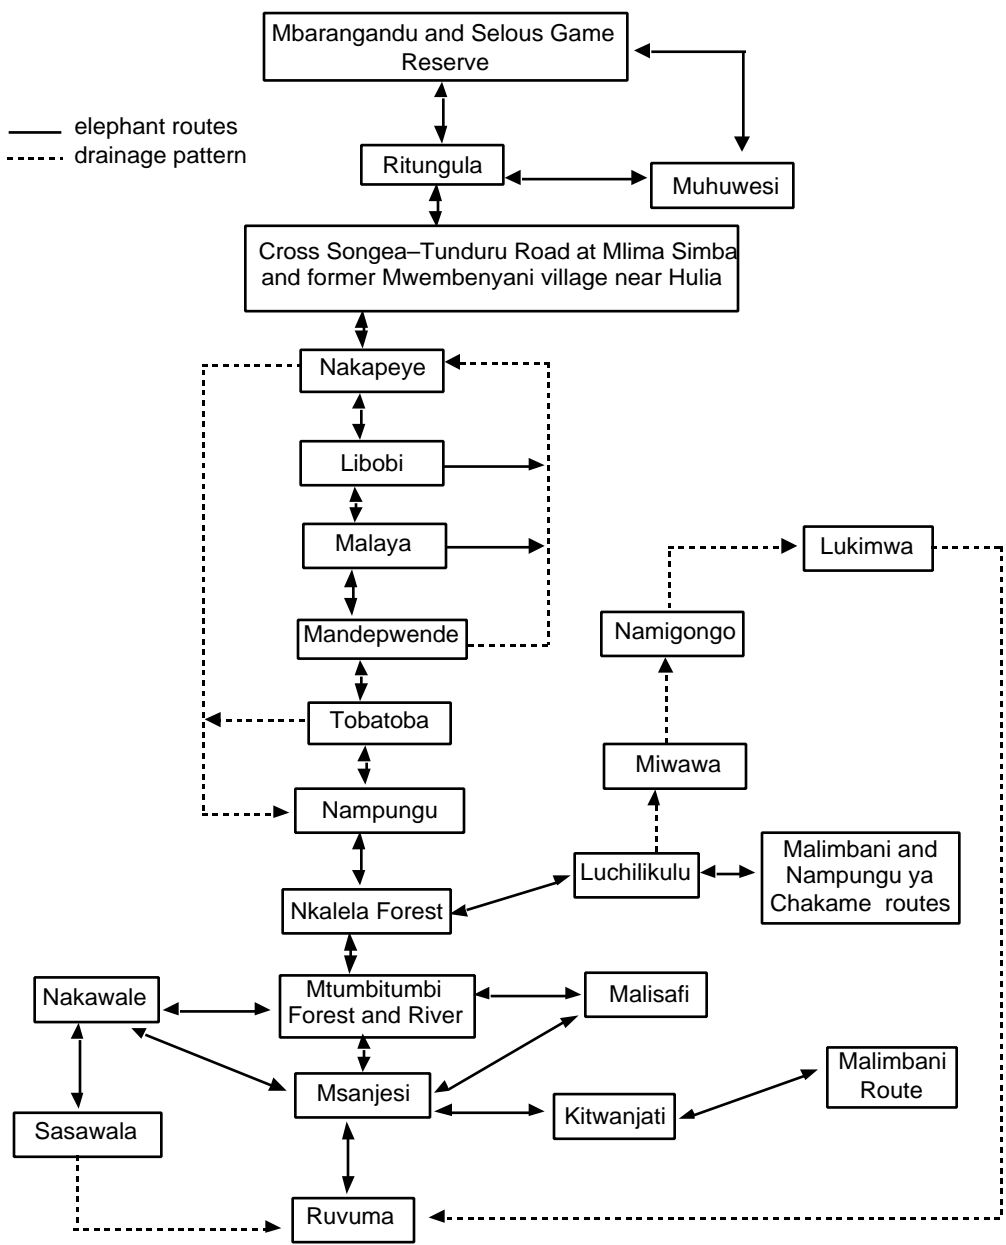 Mbarangandu and Selous Game
Reserve
elephant routes
drainage pattern
Ritungula
Muhuwesi
Cross Songea–Tunduru Road at Mlima Simba
and former Mwembenyani village near Hulia
Nakapeye
Libobi
Malaya
Lukimwa
Mandepwende
Namigongo
Tobatoba
Miwawa
Nampungu
Luchilikulu
Malimbani and
Nampungu ya
Chakame routes
Nkalela Forest
Nakawale
Mtumbitumbi
Forest and River
Malisafi
Msanjesi
Malimbani
Route
Kitwanjati
Sasawala
Ruvuma